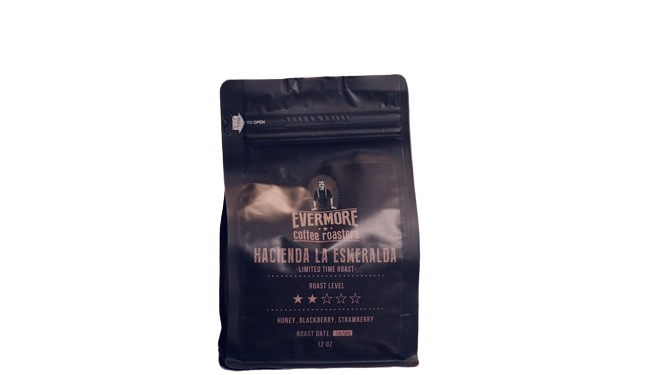 TO OPEN
EVERMORE
coffee roasters
HACIENDA LA ESMERALDA
-LIMITED TIME ROAST-
ROAST LEVEL
HONEY, BLACKBERRY, STRAWBERRY
ROAST DATE:
12 OZ